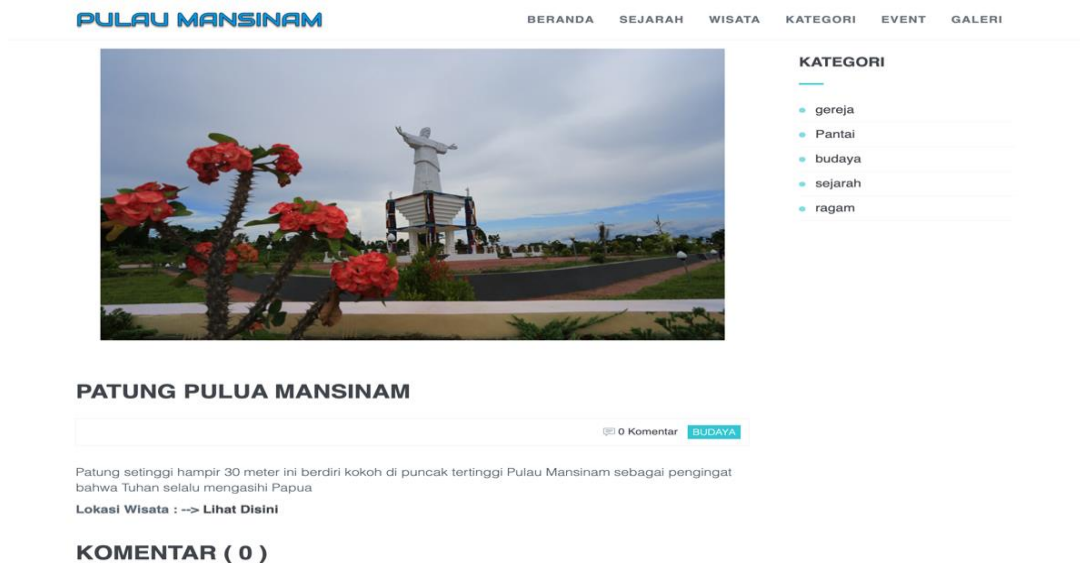 PULAU MANSINAM
BERANDA SEJARAH WISATA KATEGORI EVENT GALERI
KATEGORI
gereja
Pantai
budaya
sejarah
ragam
PATUNG PULUA MANSINAM
0 Komentar BUDAYA
Patung setinggi hampir 30 meter ini berdiri kokoh di puncak tertinggi Pulau Mansinam sebagai pengingat
bahwa Tuhan selalu mengasihi Papua
Lokasi Wisata : --> Lihat Disini
KOMENTAR ( 0 )